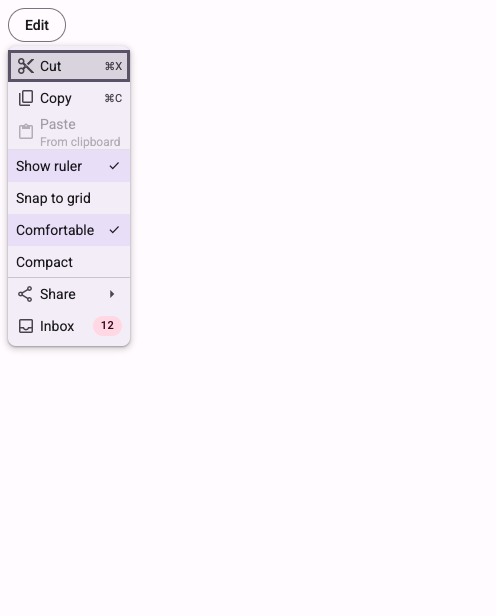 Edit
Cut ⌘X
Copy ⌘C
Paste
From clipboard
Show ruler
Snap to grid
Comfortable
Compact
Share
Inbox 12